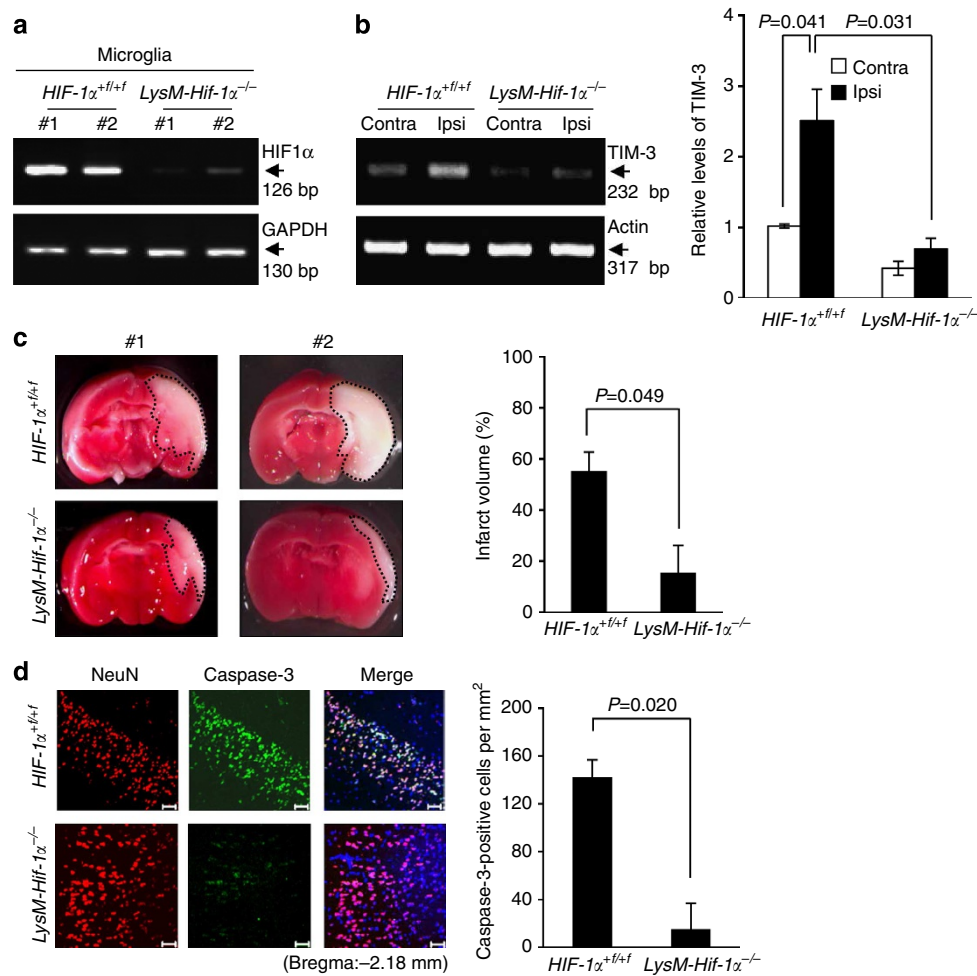 a
Microglia
HIF-1α+f/+f LysM-Hif-1α−/−
#1 #2 #1 #2
HIF1α
126 bp
GAPDH
130 bp
b
HIF-1α+f/+f LysM-Hif-1α−/−
Contra Ipsi Contra Ipsi
TIM-3
232 bp
Actin
317 bp
P=0.041 P=0.031
Contra
Ipsi
Relative levels of TIM-3
4
3
2
1
0
HIF-1α+f/+f LysM-Hif-1α−/−
c
#1 #2
HIF-1α+f/+f
LysM-Hif-1α−/−
Infarct volume (%)
100
80
60
40
20
0
P=0.049
HIF-1α+f/+f LysM-Hif-1α−/−
d
NeuN Caspase-3 Merge
HIF-1α+f/+f
LysM-Hif-1α−/−
(Bregma:–2.18 mm)
Caspase-3-positive cells per mm²
200
160
120
80
40
0
P=0.020
HIF-1α+f/+f LysM-Hif-1α−/−